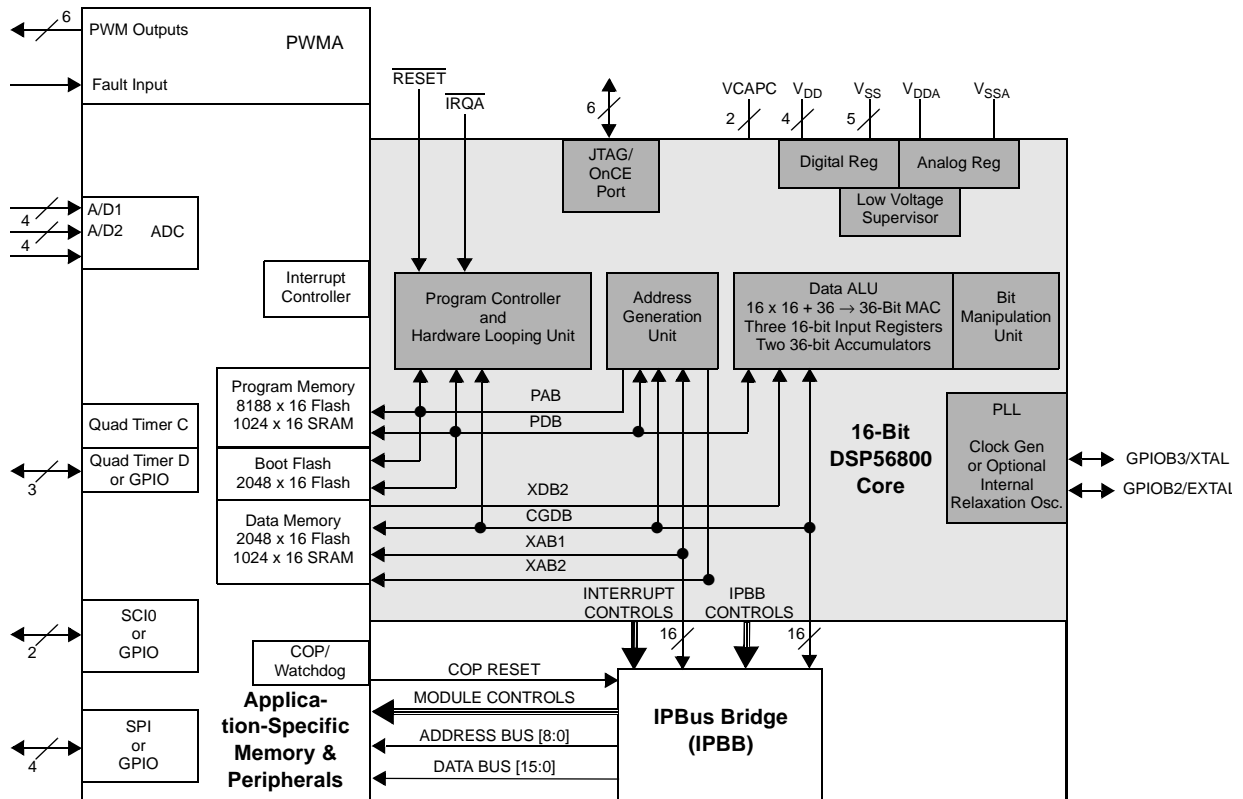 6
PWM Outputs
PWMA
Fault Input
RESET
IRQA
6
VCAPC
VDD
VSS
VDDA
VSSA
2
4
5
JTAG/
OnCE
Port
Digital Reg
Analog Reg
Low Voltage
Supervisor
A/D1
4
A/D2
ADC
4
Interrupt
Controller
Program Controller
and
Hardware Looping Unit
Address
Generation
Unit
Data ALU
16 x 16 + 36 → 36-Bit MAC
Three 16-bit Input Registers
Two 36-bit Accumulators
Bit
Manipulation
Unit
Program Memory
8188 x 16 Flash
1024 x 16 SRAM
PAB
PDB
Quad Timer C
Quad Timer D
or GPIO
3
Boot Flash
2048 x 16 Flash
XDB2
CGDB
XAB1
XAB2
Data Memory
2048 x 16 Flash
1024 x 16 SRAM
16-Bit
DSP56800
Core
PLL
Clock Gen
or Optional
Internal
Relaxation Osc.
GPIOB3/XTAL
GPIOB2/EXTAL
INTERRUPT
CONTROLS
IPBB
CONTROLS
16
16
SCI0
or
GPIO
2
COP/
Watchdog
COP RESET
MODULE CONTROLS
ADDRESS BUS [8:0]
DATA BUS [15:0]
Applica-
tion-Specific
Memory &
Peripherals
IPBus Bridge
(IPBB)
SPI
or
GPIO
4